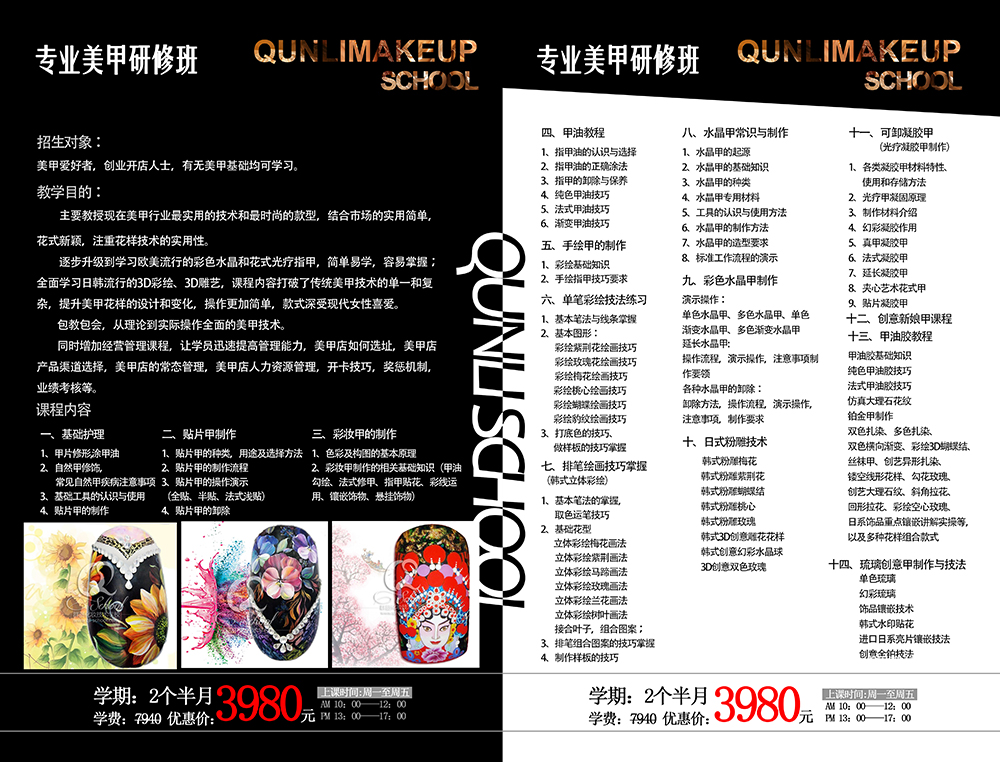 专业美甲研修班
QUNLIMAKEUP
SCHOOL
招生对象：
美甲爱好者，创业开店人士，有无美甲基础均可学习。
教学目的：
主要教授现在美甲行业最实用的技术和最时尚的款型，结合市场的实用简单，
花式新颖，注重花样技术的实用性。
逐步升级到学习欧美流行的彩色水晶和花式光疗指甲，简单易学，容易掌握；
全面学习日韩流行的3D彩绘、3D雕艺，课程内容打破了传统美甲技术的单一和复
杂，提升美甲花样的设计和变化，操作更加简单，款式深受现代女性喜爱。
包教包会，从理论到实际操作全面的美甲技术。
同时增加经营管理课程，让学员迅速提高管理能力，美甲店如何选址，美甲店
产品渠道选择，美甲店的常态管理，美甲店人力资源管理，开卡技巧，奖惩机制，
业绩考核等。
课程内容
一、基础护理
1、甲片修形,涂甲油
2、自然甲修饰,
常见自然甲疾病注意事项
3、基础工具的认识与使用
4、贴片甲的制作
二、贴片甲制作
1、贴片甲的种类，用途及选择方法
2、贴片甲的制作流程
3、贴片甲的操作演示
（全贴、半贴、法式浅贴）
4、贴片甲的卸除
三、彩妆甲的制作
1、色彩及构图的基本原理
2、彩妆甲制作的相关基础知识（甲油
勾绘、法式修甲、指甲贴花、彩线运
用、镶嵌饰物、悬挂饰物）
学期：2个半月
学费：7940 优惠价:3980元
上课时间:周一至周五
AM 10：00——12：00
PM 13：00——17：00
QUNLIUSCHOOL
专业美甲研修班
QUNLIMAKEUP
SCHOOL
四、甲油教程
1、指甲油的认识与选择
2、指甲油的正确涂法
3、指甲的卸除与保养
4、纯色甲油技巧
5、法式甲油技巧
6、渐变甲油技巧
五、手绘甲的制作
1、彩绘基础知识
2、手绘指甲技巧要求
六、单笔彩绘技法练习
1、基本笔法与线条掌握
2、基本图形：
彩绘紫荆花绘画技巧
彩绘玫瑰花绘画技巧
彩绘梅花绘画技巧
彩绘桃心绘画技巧
彩绘蝴蝶绘画技巧
彩绘豹纹绘画技巧
3、打底色的技巧、
做样板的技巧掌握
七、排笔绘画技巧掌握
（韩式立体彩绘）
1、基本笔法的掌握,
取色运笔技巧
2、基础花型
立体彩绘梅花画法
立体彩绘紫荆画法
立体彩绘马蹄画法
立体彩绘玫瑰画法
立体彩绘兰花画法
立体彩绘树叶画法
接合叶子，组合图案；
3、排笔组合图案的技巧掌握
4、制作样板的技巧
八、水晶甲常识与制作
1、水晶甲的起源
2、水晶甲的基础知识
3、水晶甲的种类
4、水晶甲专用材料
5、工具的认识与使用方法
6、水晶甲的制作方法
7、水晶甲的造型要求
8、标准工作流程的演示
九、彩色水晶甲制作
演示操作：
单色水晶甲、多色水晶甲、单色
渐变水晶甲、多色渐变水晶甲
延长水晶甲:
操作流程，演示操作，注意事项制
作要领
各种水晶甲的卸除：
卸除方法，操作流程，演示操作，
注意事项，制作要求
十、日式粉雕技术
韩式粉雕梅花
韩式粉雕紫荆花
韩式粉雕蝴蝶结
韩式粉雕桃心
韩式粉雕玫瑰
韩式3D创意雕花花样
韩式创意幻彩水晶球
3D创意双色玫瑰
十一、可卸凝胶甲
（光疗凝胶甲制作）
1、各类凝胶甲材料特性、
使用和存储方法
2、光疗甲凝固原理
3、制作材料介绍
4、幻彩凝胶作用
5、真甲凝胶甲
6、法式凝胶甲
7、延长凝胶甲
8、夹心艺术花式甲
9、贴片凝胶甲
十二、创意新娘甲课程
十三、甲油胶教程
甲油胶基础知识
纯色甲油胶技巧
法式甲油胶技巧
仿真大理石花纹
铂金甲制作
双色扎染、多色扎染、
双色横向渐变、彩绘3D蝴蝶结、
丝袜甲、创艺异形扎染、
镂空线形花样、勾花玫瑰、
创艺大理石纹、斜角拉花、
回形拉花、彩绘空心玫瑰、
日系饰品重点镶嵌讲解实操等,
以及多种花样组合款式
十四、琉璃创意甲制作与技法
单色琉璃
幻彩琉璃
饰品镶嵌技术
韩式水印贴花
进口日系亮片镶嵌技法
创意全铂技法
学期：2个半月
学费：7940 优惠价:3980元
上课时间:周一至周五
AM 10：00——12：00
PM 13：00——17：00